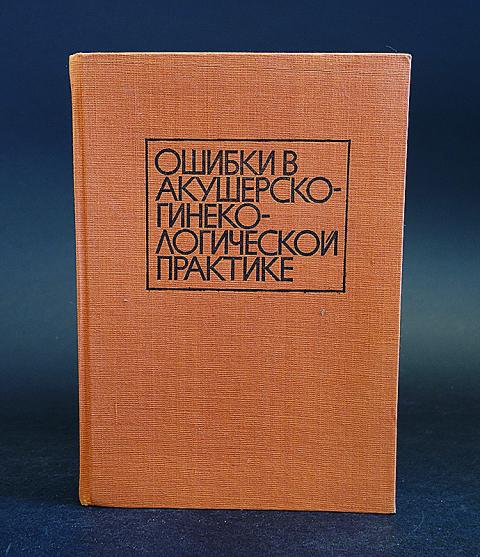 ОШИБКИ В
АКУШЕРСКО-
ГИНЕКО-
ЛОГИЧЕСКОЙ
ПРАКТИКЕ